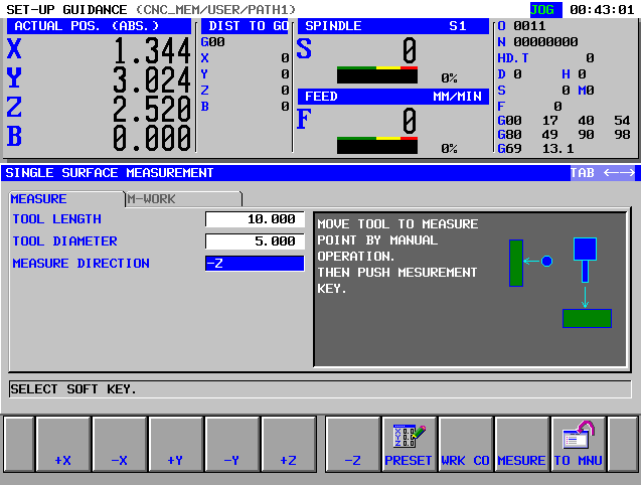 SET-UP GUIDANCE (CNC_MEM/USER/PATH1) JOG 00:43:01
ACTUAL POS. (ABS.) DIST TO GO SPINDLE S1 O 0011
X 1.344 G00 S 0 N 00000000
X 0 HD.T 0
Y 3.024 Y 0 0% D 0 H 0
Z 2.520 Z 0 FEED MM/MIN S 0 M0
B 0.000 B 0 F 0 F 0
G00 17 40 54
G80 49 90 98
0% G69 13.1
SINGLE SURFACE MEASUREMENT TAB ←→
MEASURE M-WORK
TOOL LENGTH 10.000
TOOL DIAMETER 5.000
MEASURE DIRECTION -Z
MOVE TOOL TO MEASURE
POINT BY MANUAL
OPERATION.
THEN PUSH MESUREMENT
KEY.
SELECT SOFT KEY.
+X -X +Y -Y +Z -Z PRESET WRK CO MESURE TO MNU